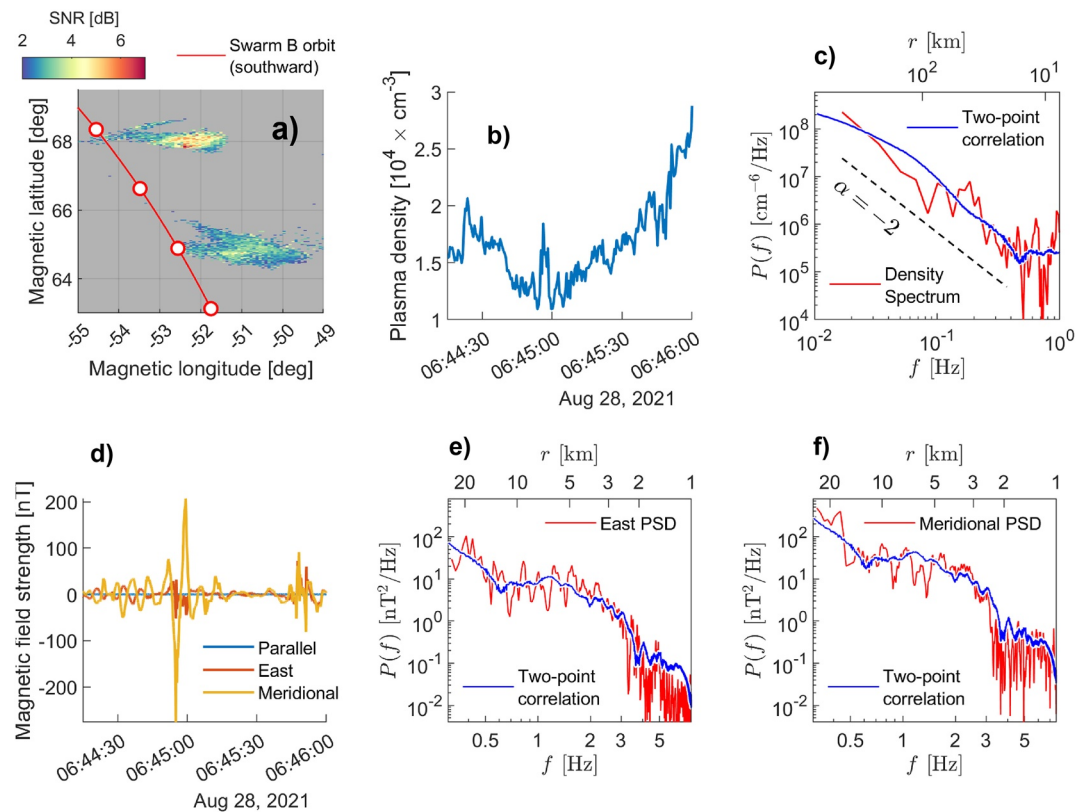 SNR [dB]
2 4 6
Swarm B orbit
(southward)
a)
Magnetic latitude [deg]
68
66
64
-55 -54 -53 -52 -51 -50 -49
Magnetic longitude [deg]
b)
Plasma density [10⁴ × cm⁻³]
3
2.5
2
1.5
1
06:44:30 06:45:00 06:45:30 06:46:00
Aug 28, 2021
c)
r [km]
10² 10¹
P(f) [cm⁻⁶/Hz]
10⁸
10⁷
10⁶
10⁵
10⁴
Two-point
correlation
α = −2
Density
Spectrum
10⁻² 10⁻¹ 10⁰
f [Hz]
d)
Magnetic field strength [nT]
200
100
0
-100
-200
Parallel
East
Meridional
06:44:30 06:45:00 06:45:30 06:46:00
Aug 28, 2021
e)
r [km]
20 10 5 3 2 1
P(f) [nT²/Hz]
10²
10¹
10⁰
10⁻¹
10⁻²
East PSD
Two-point
correlation
0.5 1 2 3 5
f [Hz]
f)
r [km]
20 10 5 3 2 1
P(f) [nT²/Hz]
10²
10¹
10⁰
10⁻¹
10⁻²
Meridional PSD
Two-point
correlation
0.5 1 2 3 5
f [Hz]